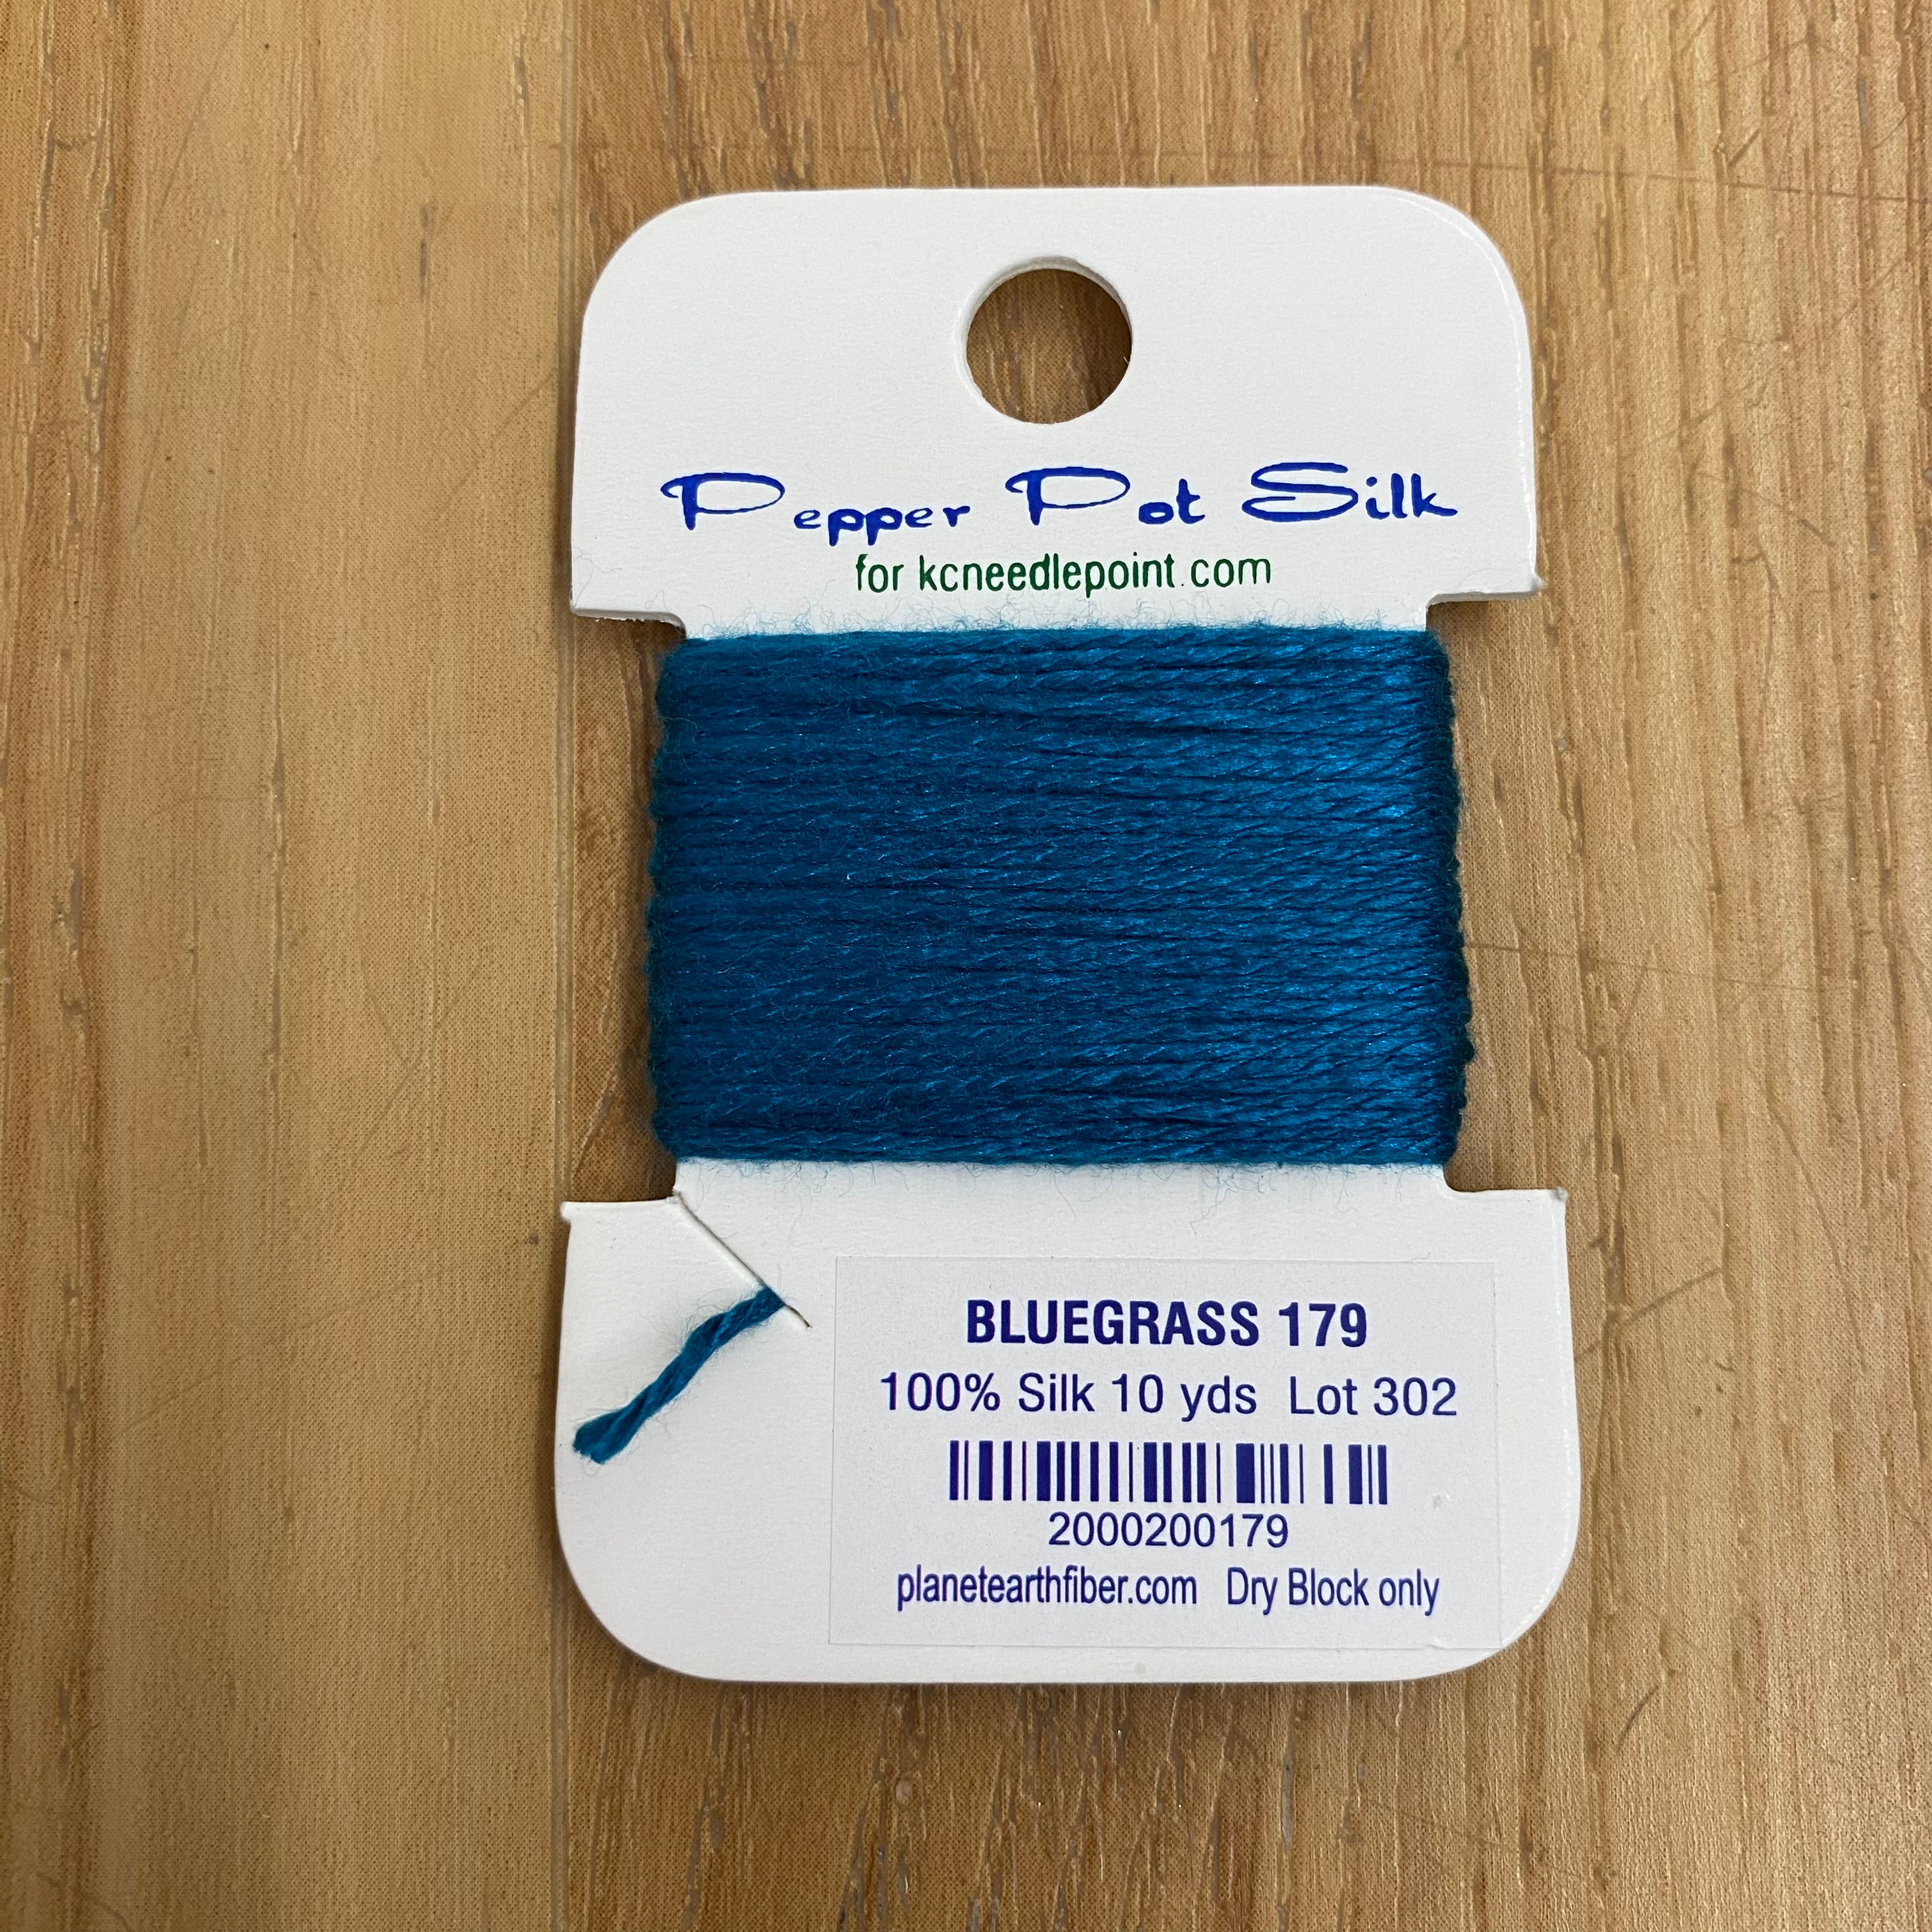 Pepper Pot Silk
for kcneedlepoint.com
BLUEGRASS 179
100% Silk 10 yds Lot 302
2000200179
planetearthfiber.com Dry Block only